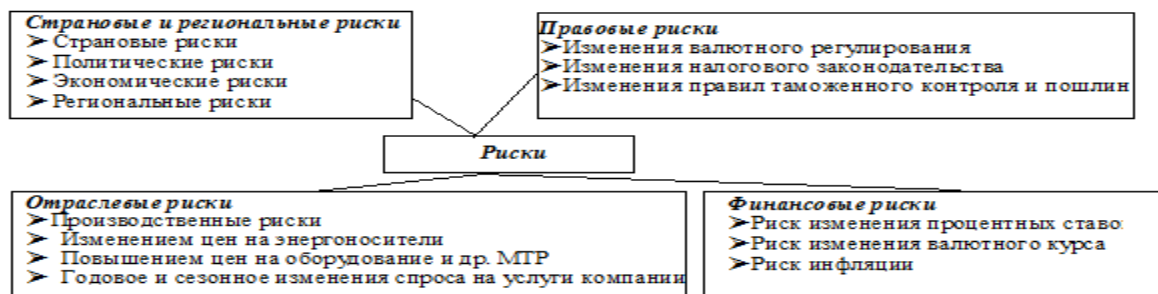 Страновые и региональные риски
➢ Страновые риски
➢ Политические риски
➢ Экономические риски
➢ Региональные риски
Правовые риски
➢Изменения валютного регулирования
➢Изменения налогового законодательства
➢Изменения правил таможенного контроля и пошлин
Риски
Отраслевые риски
➢Производственные риски
➢ Изменением цен на энергоносители
➢ Повышением цен на оборудование и др. МТР
➢ Годовое и сезонное изменения спроса на услуги компании
Финансовые риски
➢Риск изменения процентных ставо
➢Риск изменения валютного курса
➢Риск инфляции